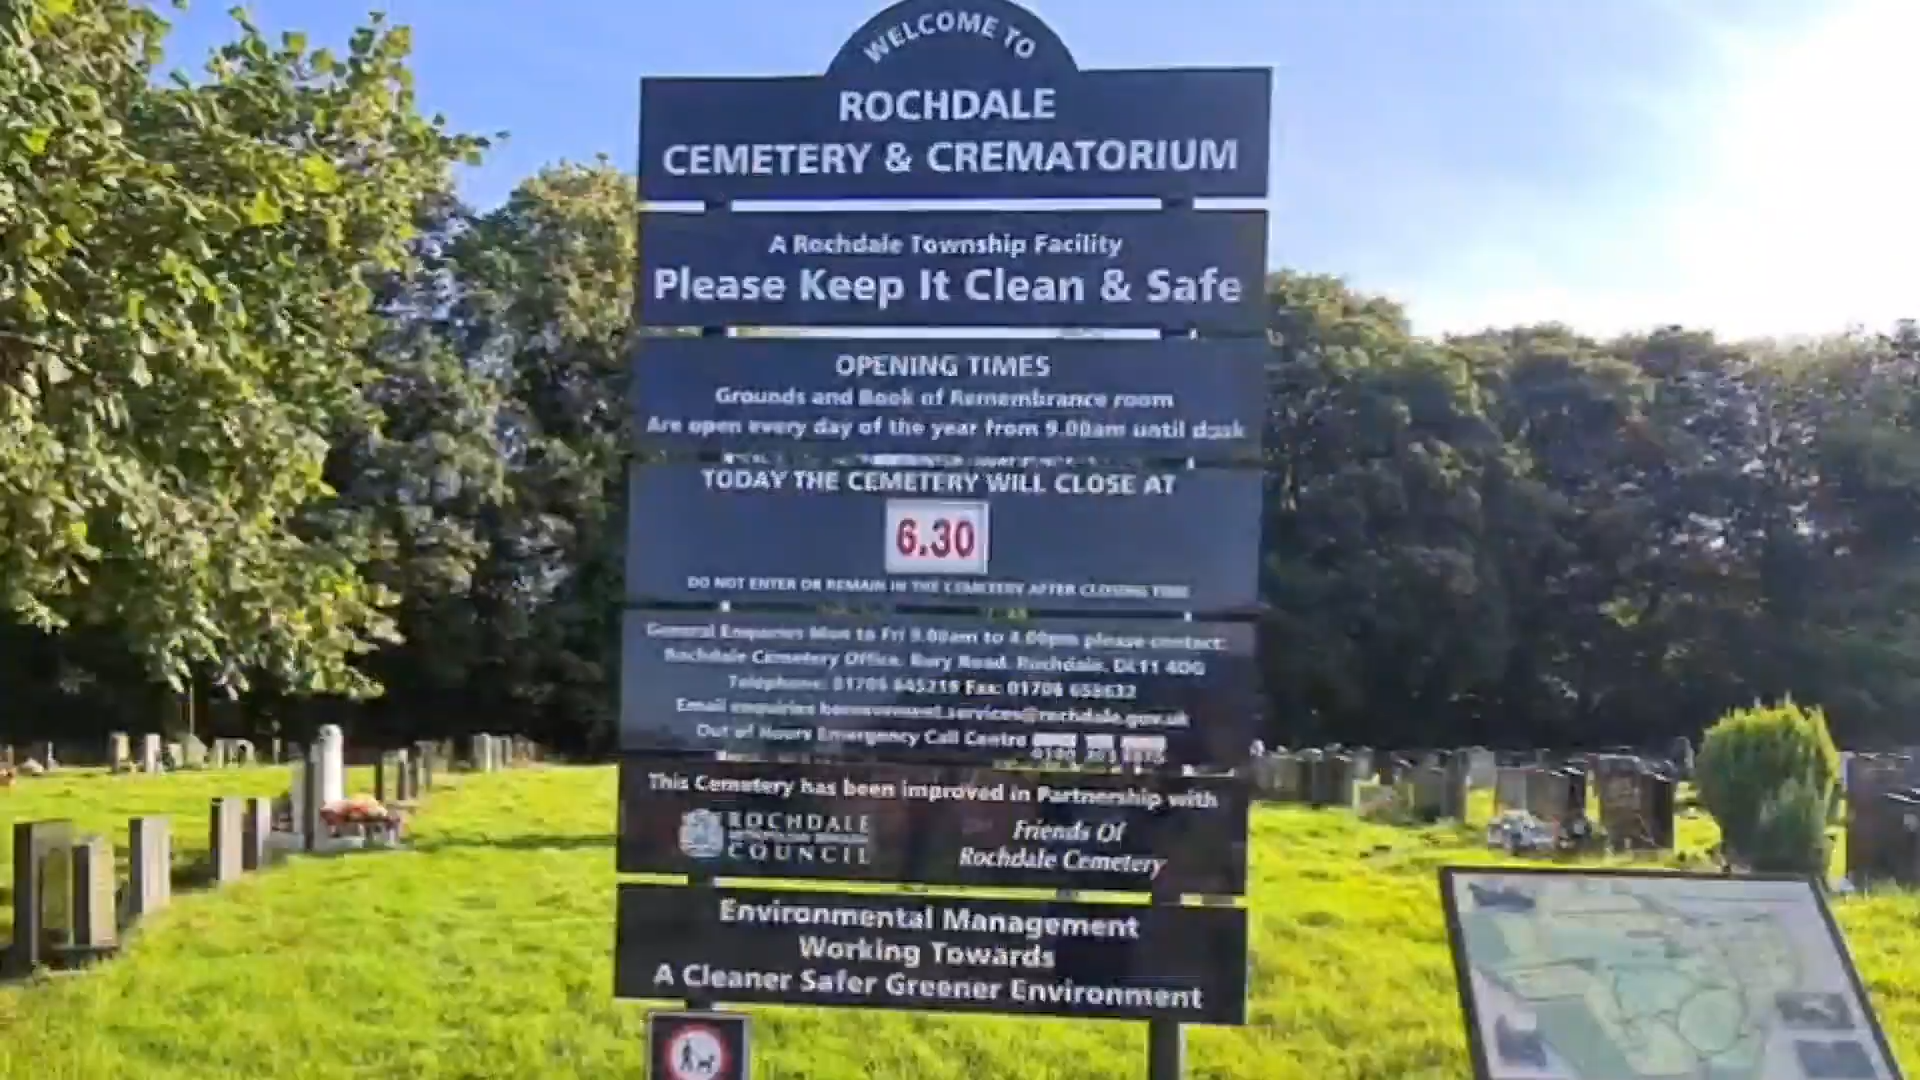 WELCOME TO
ROCHDALE
CEMETERY & CREMATORIUM
A Rochdale Township Facility
Please Keep It Clean & Safe
OPENING TIMES
Grounds and Book of Remembrance room
Are open every day of the year from 9.00am until dusk
TODAY THE CEMETERY WILL CLOSE AT
6.30
DO NOT ENTER OR REMAIN IN THE CEMETERY AFTER CLOSING TIME
General Enquiries Mon to Fri 9.00am to 4.00pm please contact:
Rochdale Cemetery Office, Bury Road, Rochdale,
Telephone: 01706 Fax: 01706
Email enquiries bereavement.services@rochdale.gov.uk
Out of Hours Emergency Call Centre
This Cemetery has been improved in Partnership with
ROCHDALE
COUNCIL
Friends Of
Rochdale Cemetery
Environmental Management
Working Towards
A Cleaner Safer Greener Environment